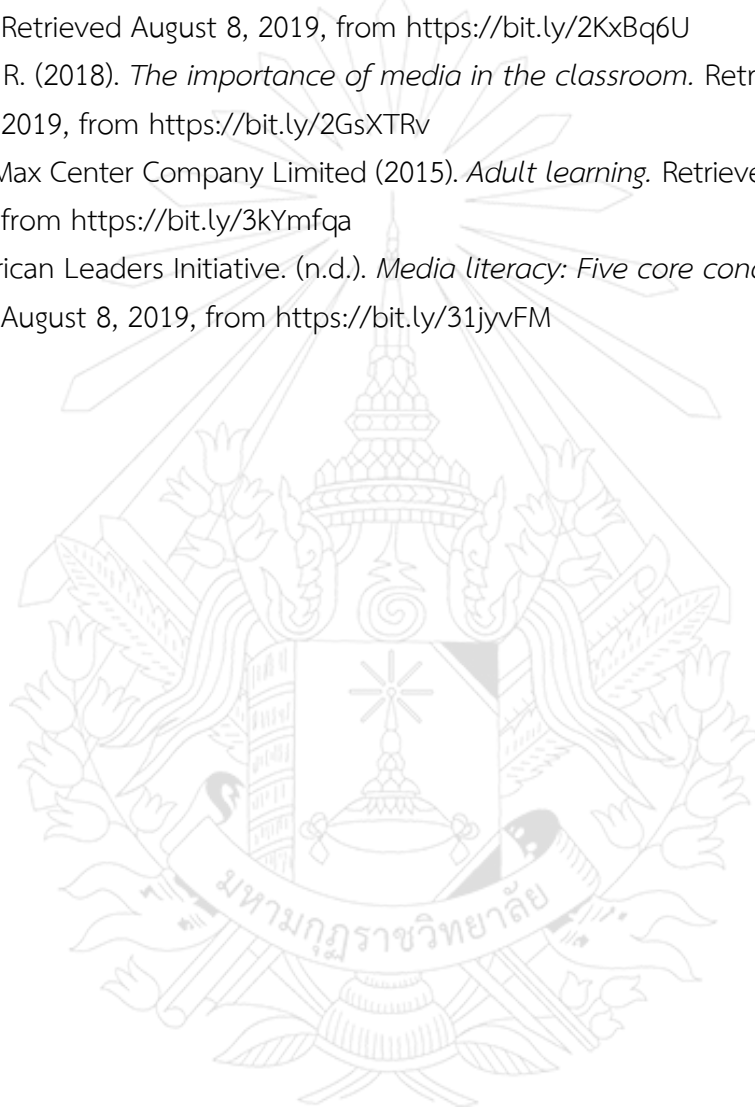 Retrieved August 8, 2019, from https://bit.ly/2KxBq6U
R. (2018). The importance of media in the classroom. Retr
2019, from https://bit.ly/2GsXTRv
Max Center Company Limited (2015). Adult learning. Retrieve
from https://bit.ly/3kYmfqa
rican Leaders Initiative. (n.d.). Media literacy: Five core conc
August 8, 2019, from https://bit.ly/31jyvFM
มหามกุฏราชวิทยาลัย